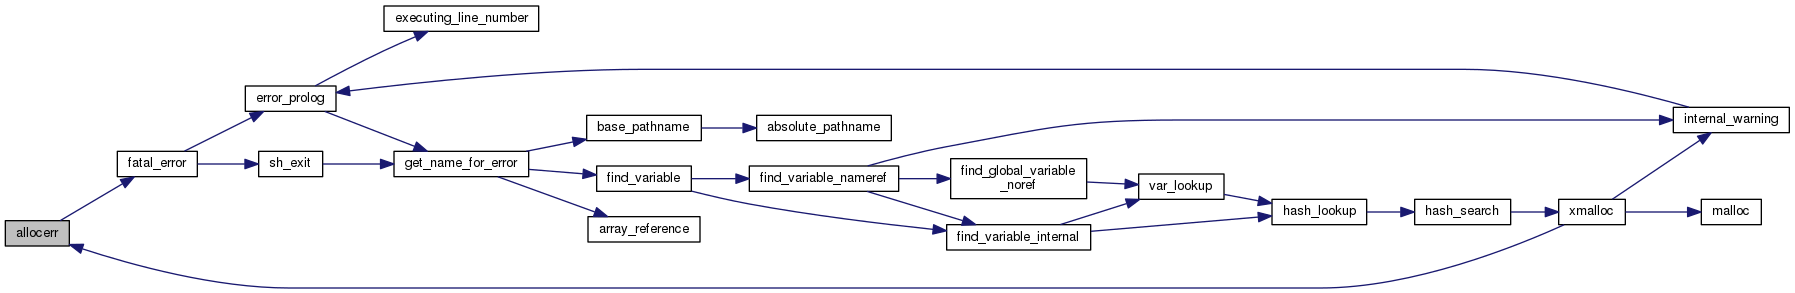 executing_line_number
error_prolog
internal_warning
base_pathname
absolute_pathname
fatal_error
sh_exit
get_name_for_error
find_variable
find_variable_nameref
find_global_variable
_noref
var_lookup
hash_lookup
hash_search
xmalloc
malloc
allocerr
array_reference
find_variable_internal